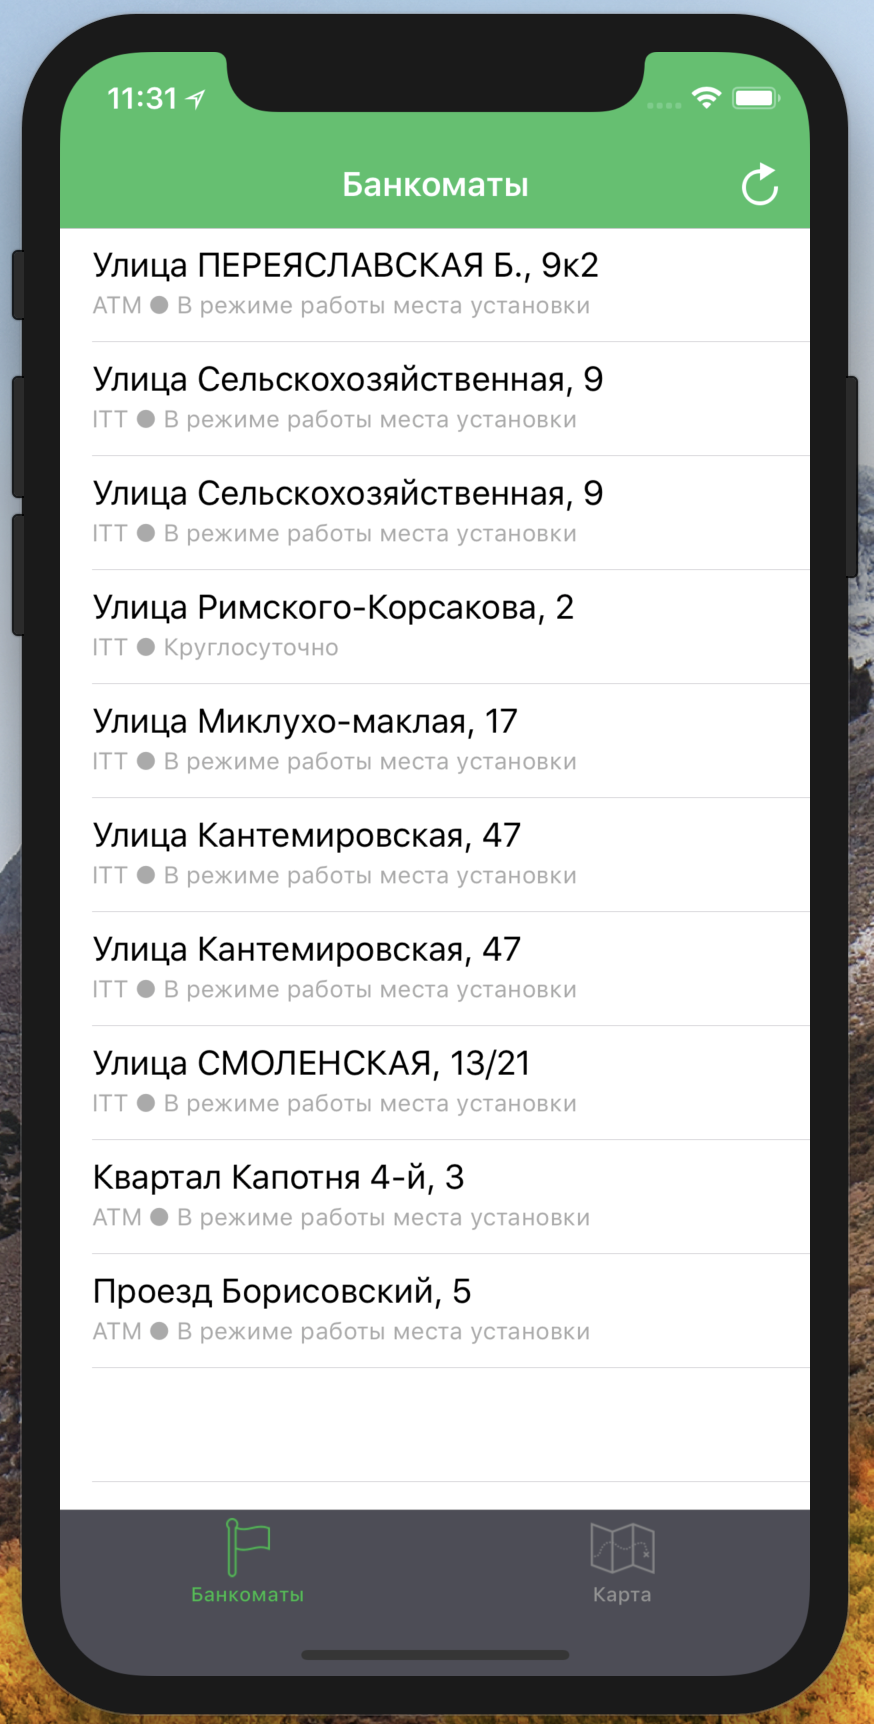 11:31
Банкоматы
Улица ПЕРЕЯСЛАВСКАЯ Б., 9к2
ATM ● В режиме работы места установки
Улица Сельскохозяйственная, 9
ITT ● В режиме работы места установки
Улица Сельскохозяйственная, 9
ITT ● В режиме работы места установки
Улица Римского-Корсакова, 2
ITT ● Круглосуточно
Улица Миклухо-маклая, 17
ITT ● В режиме работы места установки
Улица Кантемировская, 47
ITT ● В режиме работы места установки
Улица Кантемировская, 47
ITT ● В режиме работы места установки
Улица СМОЛЕНСКАЯ, 13/21
ITT ● В режиме работы места установки
Квартал Капотня 4-й, 3
ATM ● В режиме работы места установки
Проезд Борисовский, 5
ATM ● В режиме работы места установки
Банкоматы
Карта